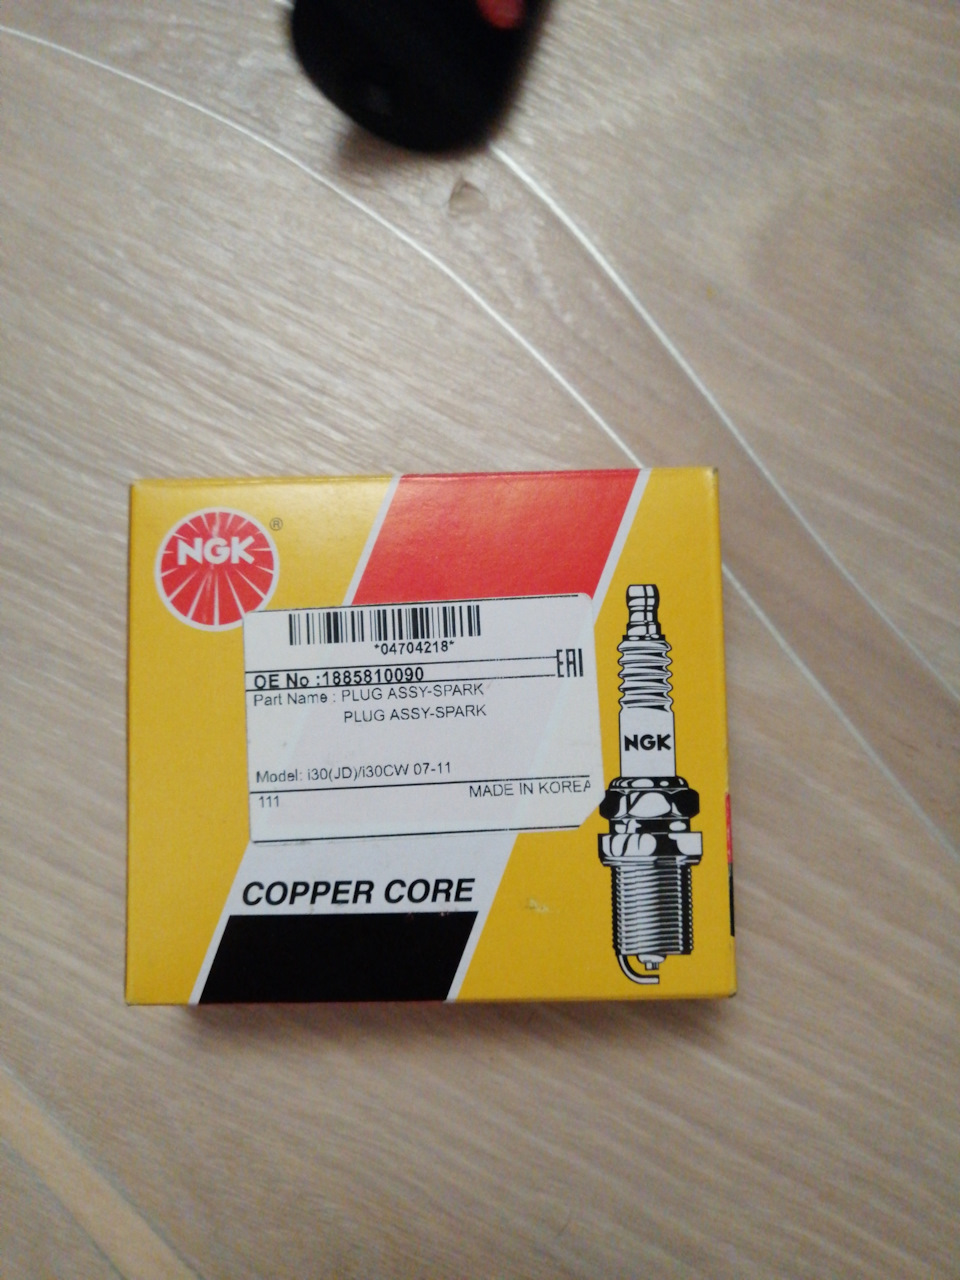 NGK ®
*04704218*
OE No :1885810090
EAC
Part Name : PLUG ASSY-SPARK
PLUG ASSY-SPARK
NGK
Model: i30(JD)/i30CW 07-11
111 MADE IN KOREA
COPPER CORE